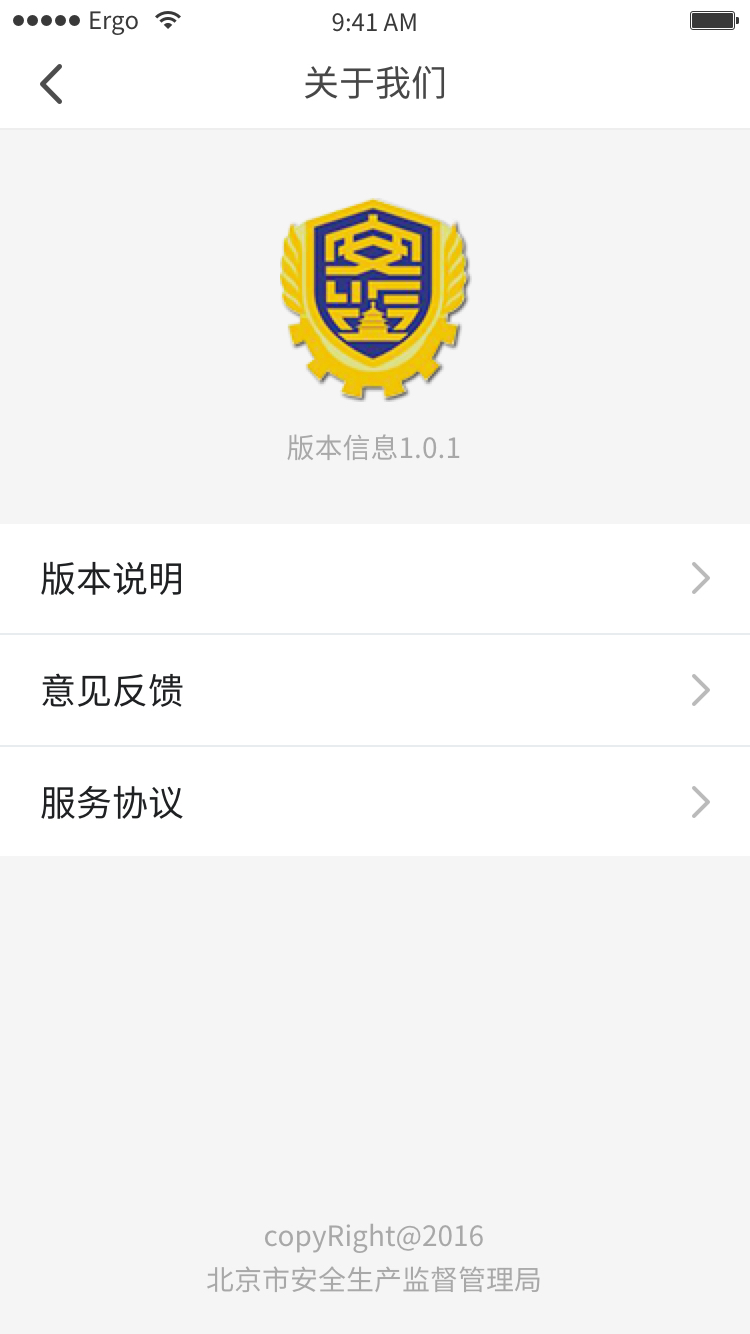 Ergo 9:41 AM
关于我们
版本信息1.0.1
版本说明
意见反馈
服务协议
copyRight@2016
北京市安全生产监督管理局